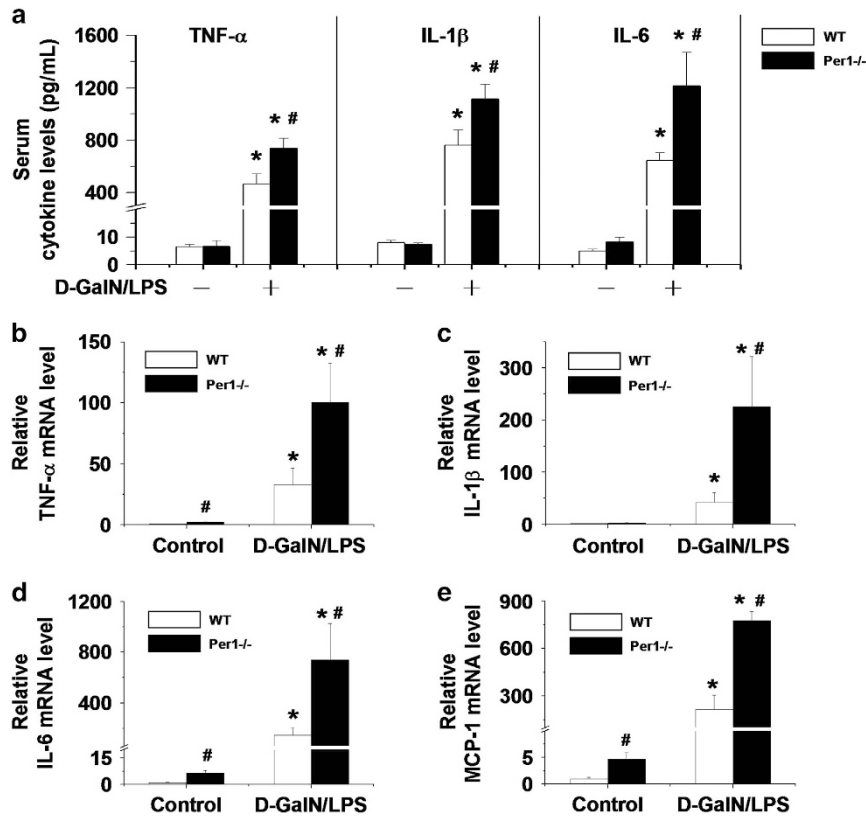 a
TNF-α IL-1β IL-6
WT
Per1-/-
Serum
cytokine levels (pg/mL)
1600
1200
800
400
10
0
* * #
* * #
* * #
D-GalN/LPS − + − + − +
b
Relative
TNF-α mRNA level
150
100
50
0
WT
Per1-/-
#
*
* #
Control D-GalN/LPS
c
Relative
IL-1β mRNA level
300
200
100
0
WT
Per1-/-
*
* #
Control D-GalN/LPS
d
Relative
IL-6 mRNA level
1200
800
400
15
0
WT
Per1-/-
#
*
* #
Control D-GalN/LPS
e
Relative
MCP-1 mRNA level
900
600
300
5
0
WT
Per1-/-
#
*
* #
Control D-GalN/LPS